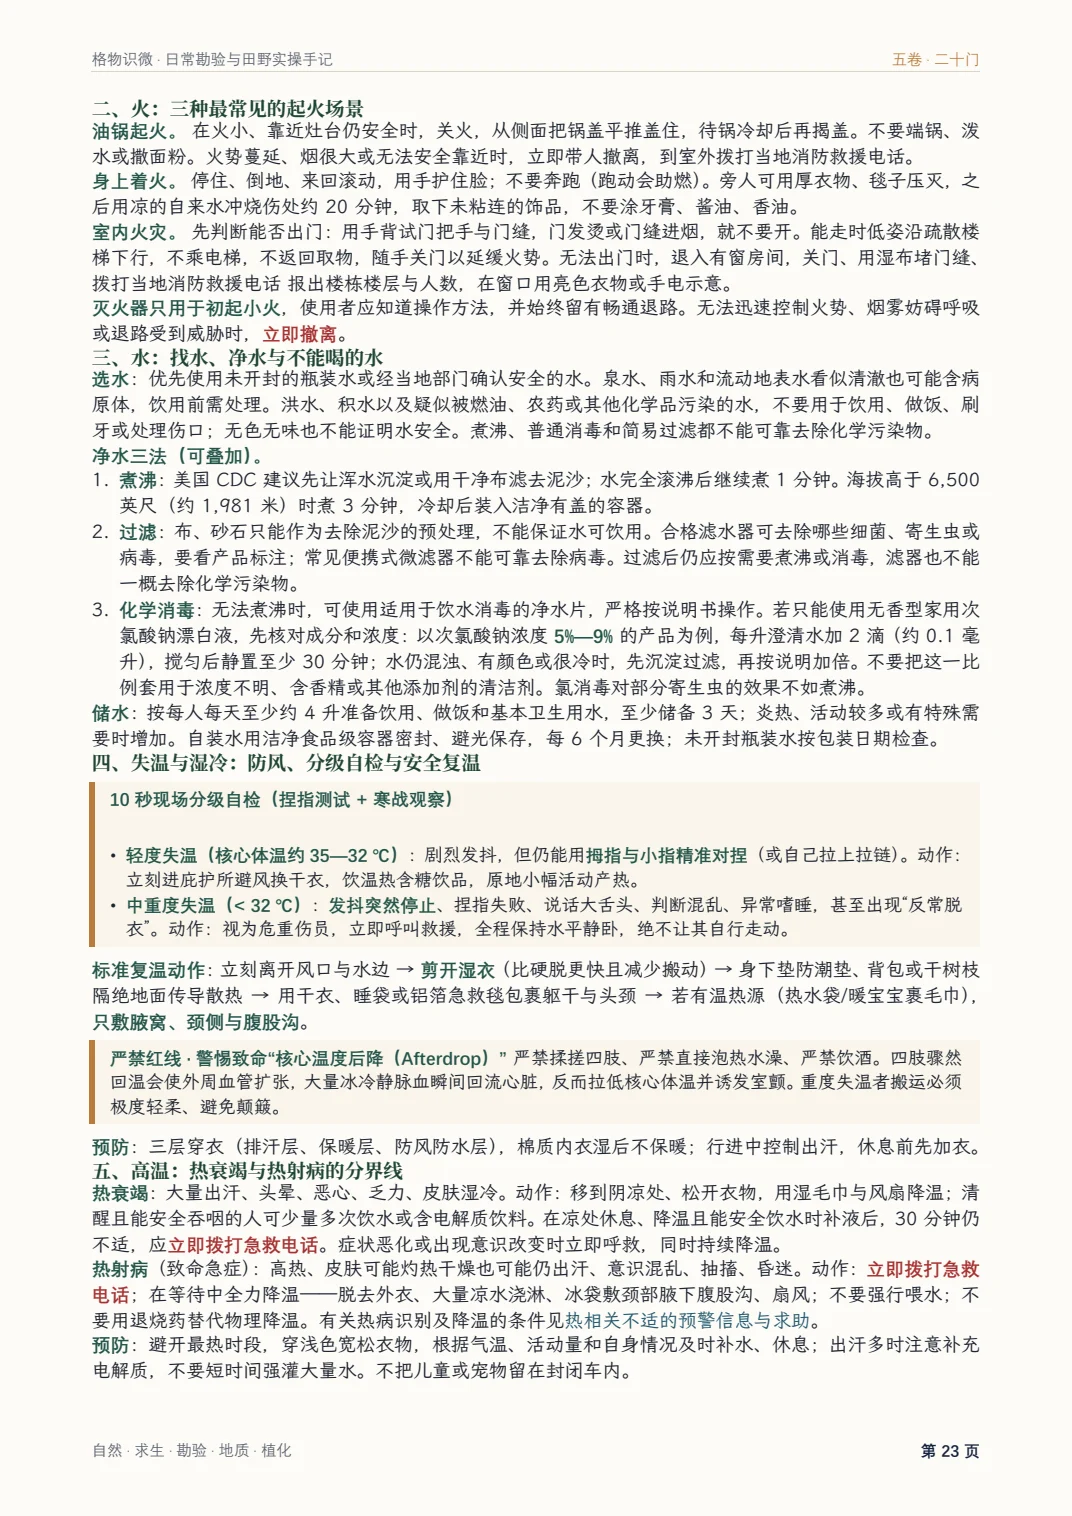 格物识微 · 日常勘验与田野实操手记
五卷 · 二十门
二、火：三种最常见的起火场景
油锅起火。 在火小、靠近灶台仍安全时，关火，从侧面把锅盖平推盖住，待锅冷却后再揭盖。不要端锅、泼
水或撒面粉。火势蔓延、烟很大或无法安全靠近时，立即带人撤离，到室外拨打当地消防救援电话。
身上着火。 停住、倒地、来回滚动，用手护住脸；不要奔跑（跑动会助燃）。旁人可用厚衣物、毯子压灭，之
后用凉的自来水冲烧伤处约 20 分钟，取下未粘连的饰品，不要涂牙膏、酱油、香油。
室内火灾。 先判断能否出门：用手背试门把手与门缝，门发烫或门缝进烟，就不要开。能走时低姿沿疏散楼
梯下行，不乘电梯，不返回取物，随手关门以延缓火势。无法出门时，退入有窗房间，关门、用湿布堵门缝、
拨打当地消防救援电话 报出楼栋楼层与人数，在窗口用亮色衣物或手电示意。
灭火器只用于初起小火，使用者应知道操作方法，并始终留有畅通退路。无法迅速控制火势、烟雾妨碍呼吸
或退路受到威胁时，立即撤离。
三、水：找水、净水与不能喝的水
选水：优先使用未开封的瓶装水或经当地部门确认安全的水。泉水、雨水和流动地表水看似清澈也可能含病
原体，饮用前需处理。洪水、积水以及疑似被燃油、农药或其他化学品污染的水，不要用于饮用、做饭、刷
牙或处理伤口；无色无味也不能证明水安全。煮沸、普通消毒和简易过滤都不能可靠去除化学污染物。
净水三法（可叠加）。
1. 煮沸：美国 CDC 建议先让浑水沉淀或用干净布滤去泥沙；水完全滚沸后继续煮 1 分钟。海拔高于 6,500
英尺（约 1,981 米）时煮 3 分钟，冷却后装入洁净有盖的容器。
2. 过滤：布、砂石只能作为去除泥沙的预处理，不能保证水可饮用。合格滤水器可去除哪些细菌、寄生虫或
病毒，要看产品标注；常见便携式微滤器不能可靠去除病毒。过滤后仍应按需要煮沸或消毒，滤器也不能
一概去除化学污染物。
3. 化学消毒：无法煮沸时，可使用适用于饮水消毒的净水片，严格按说明书操作。若只能使用无香型家用次
氯酸钠漂白液，先核对成分和浓度：以次氯酸钠浓度 5%—9% 的产品为例，每升澄清水加 2 滴（约 0.1 毫
升），搅匀后静置至少 30 分钟；水仍混浊、有颜色或很冷时，先沉淀过滤，再按说明加倍。不要把这一比
例套用于浓度不明、含香精或其他添加剂的清洁剂。氯消毒对部分寄生虫的效果不如煮沸。
储水：按每人每天至少约 4 升准备饮用、做饭和基本卫生用水，至少储备 3 天；炎热、活动较多或有特殊需
要时增加。自装水用洁净食品级容器密封、避光保存，每 6 个月更换；未开封瓶装水按包装日期检查。
四、失温与湿冷：防风、分级自检与安全复温
10 秒现场分级自检（捏指测试 + 寒战观察）
• 轻度失温（核心体温约 35—32 °C）：剧烈发抖，但仍能用拇指与小指精准对捏（或自己拉上拉链）。动作：
立刻进庇护所避风换干衣，饮温热含糖饮品，原地小幅活动产热。
• 中重度失温（< 32 °C）：发抖突然停止、捏指失败、说话大舌头、判断混乱、异常嗜睡，甚至出现“反常脱
衣”。动作：视为危重伤员，立即呼叫救援，全程保持水平静卧，绝不让其自行走动。
标准复温动作：立刻离开风口与水边 → 剪开湿衣（比硬脱更快且减少搬动）→ 身下垫防潮垫、背包或干树枝
隔绝地面传导散热 → 用干衣、睡袋或铝箔急救毯包裹躯干与头颈 → 若有温热源（热水袋/暖宝宝裹毛巾），
只敷腋窝、颈侧与腹股沟。
严禁红线 · 警惕致命“核心温度后降（Afterdrop）” 严禁揉搓四肢、严禁直接泡热水澡、严禁饮酒。四肢骤然
回温会使外周血管扩张，大量冰冷静脉血瞬间回流心脏，反而拉低核心体温并诱发室颤。重度失温者搬运必须
极度轻柔、避免颠簸。
预防：三层穿衣（排汗层、保暖层、防风防水层），棉质内衣湿后不保暖；行进中控制出汗，休息前先加衣。
五、高温：热衰竭与热射病的分界线
热衰竭：大量出汗、头晕、恶心、乏力、皮肤湿冷。动作：移到阴凉处、松开衣物，用湿毛巾与风扇降温；清
醒且能安全吞咽的人可少量多次饮水或含电解质饮料。在凉处休息、降温且能安全饮水时补液后，30 分钟仍
不适，应立即拨打急救电话。症状恶化或出现意识改变时立即呼救，同时持续降温。
热射病（致命急症）：高热、皮肤可能灼热干燥也可能仍出汗、意识混乱、抽搐、昏迷。动作：立即拨打急救
电话；在等待中全力降温——脱去外衣、大量凉水浇淋、冰袋敷颈部腋下腹股沟、扇风；不要强行喂水；不
要用退烧药替代物理降温。有关热病识别及降温的条件见热相关不适的预警信息与求助。
预防：避开最热时段，穿浅色宽松衣物，根据气温、活动量和自身情况及时补水、休息；出汗多时注意补充
电解质，不要短时间强灌大量水。不把儿童或宠物留在封闭车内。
自然 · 求生 · 勘验 · 地质 · 植化
第 23 页